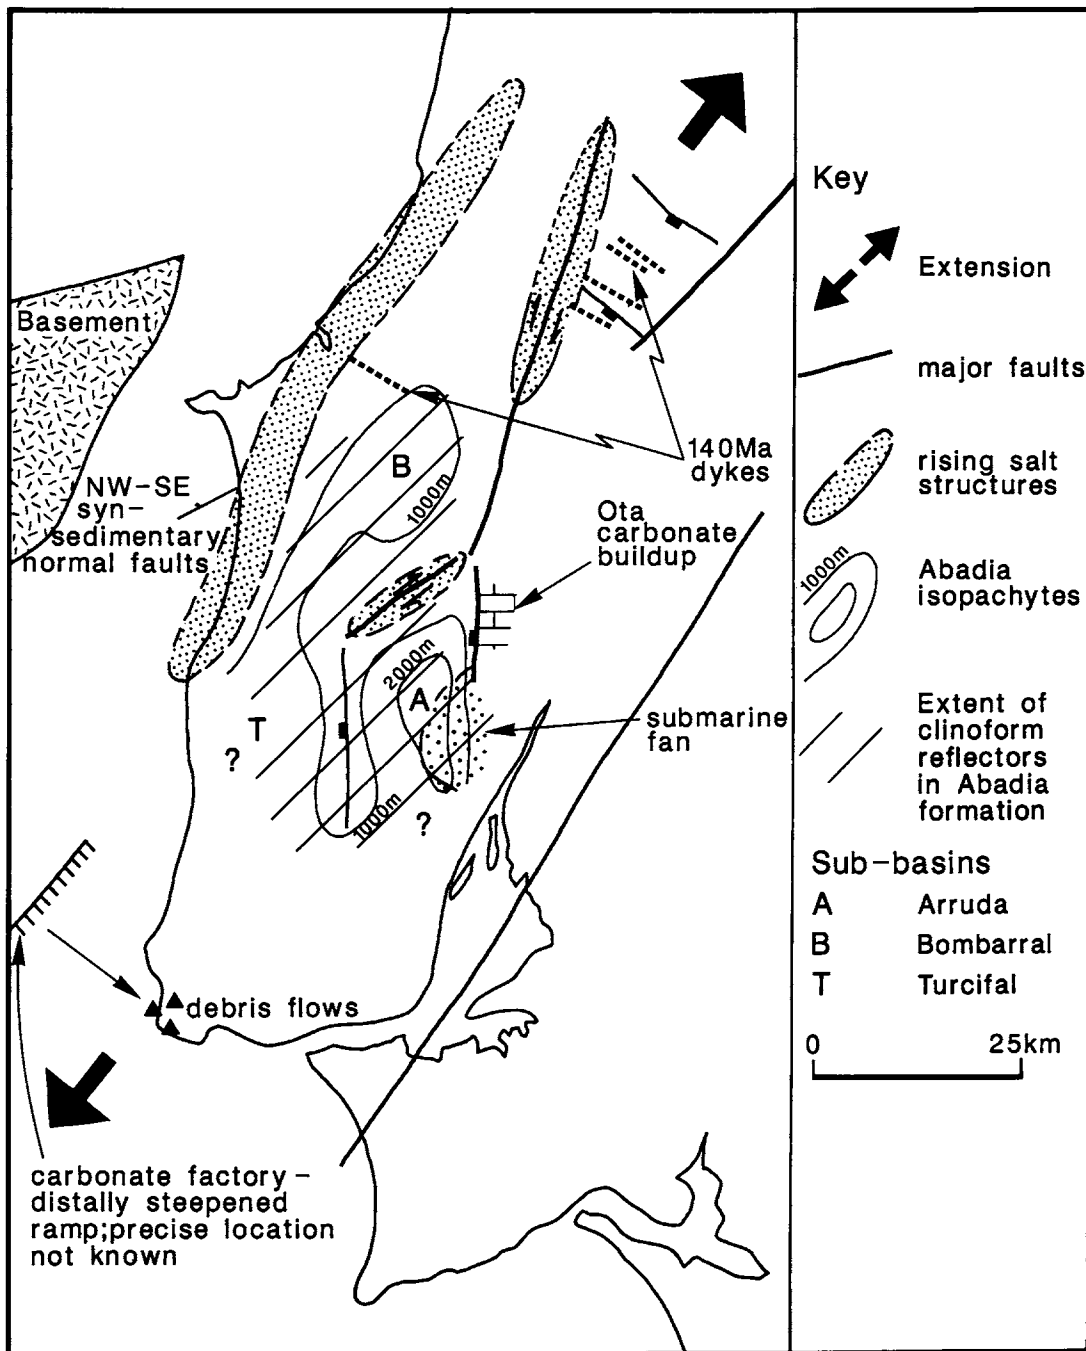 Basement
NW-SE
syn-
sedimentary
normal faults
B
1000m
140Ma
dykes
Ota
carbonate
buildup
2000m
A
T
?
submarine
fan
1000m
?
debris flows
carbonate factory –
distally steepened
ramp;precise location
not known
Key
Extension
major faults
rising salt
structures
1000m
Abadia
isopachytes
Extent of
clinoform
reflectors
in Abadia
formation
Sub-basins
A Arruda
B Bombarral
T Turcifal
0 25km